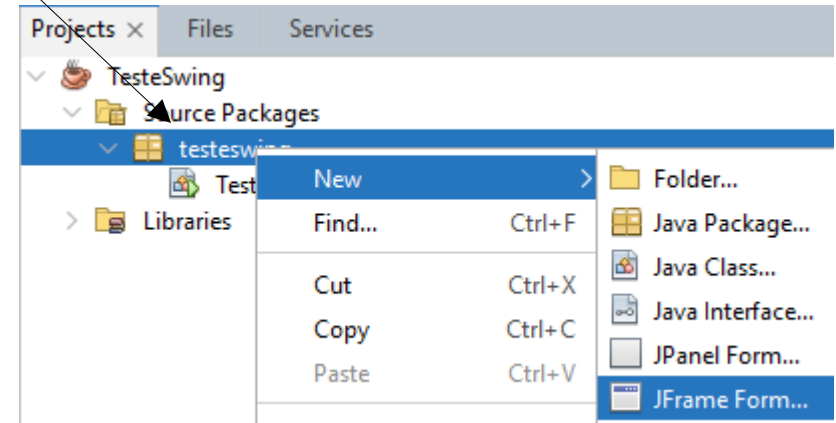 Projects × Files Services
TesteSwing
Source Packages
testeswing
Test
Libraries
New >
Find... Ctrl+F
Cut Ctrl+X
Copy Ctrl+C
Paste Ctrl+V
Folder...
Java Package...
Java Class...
Java Interface...
JPanel Form...
JFrame Form...